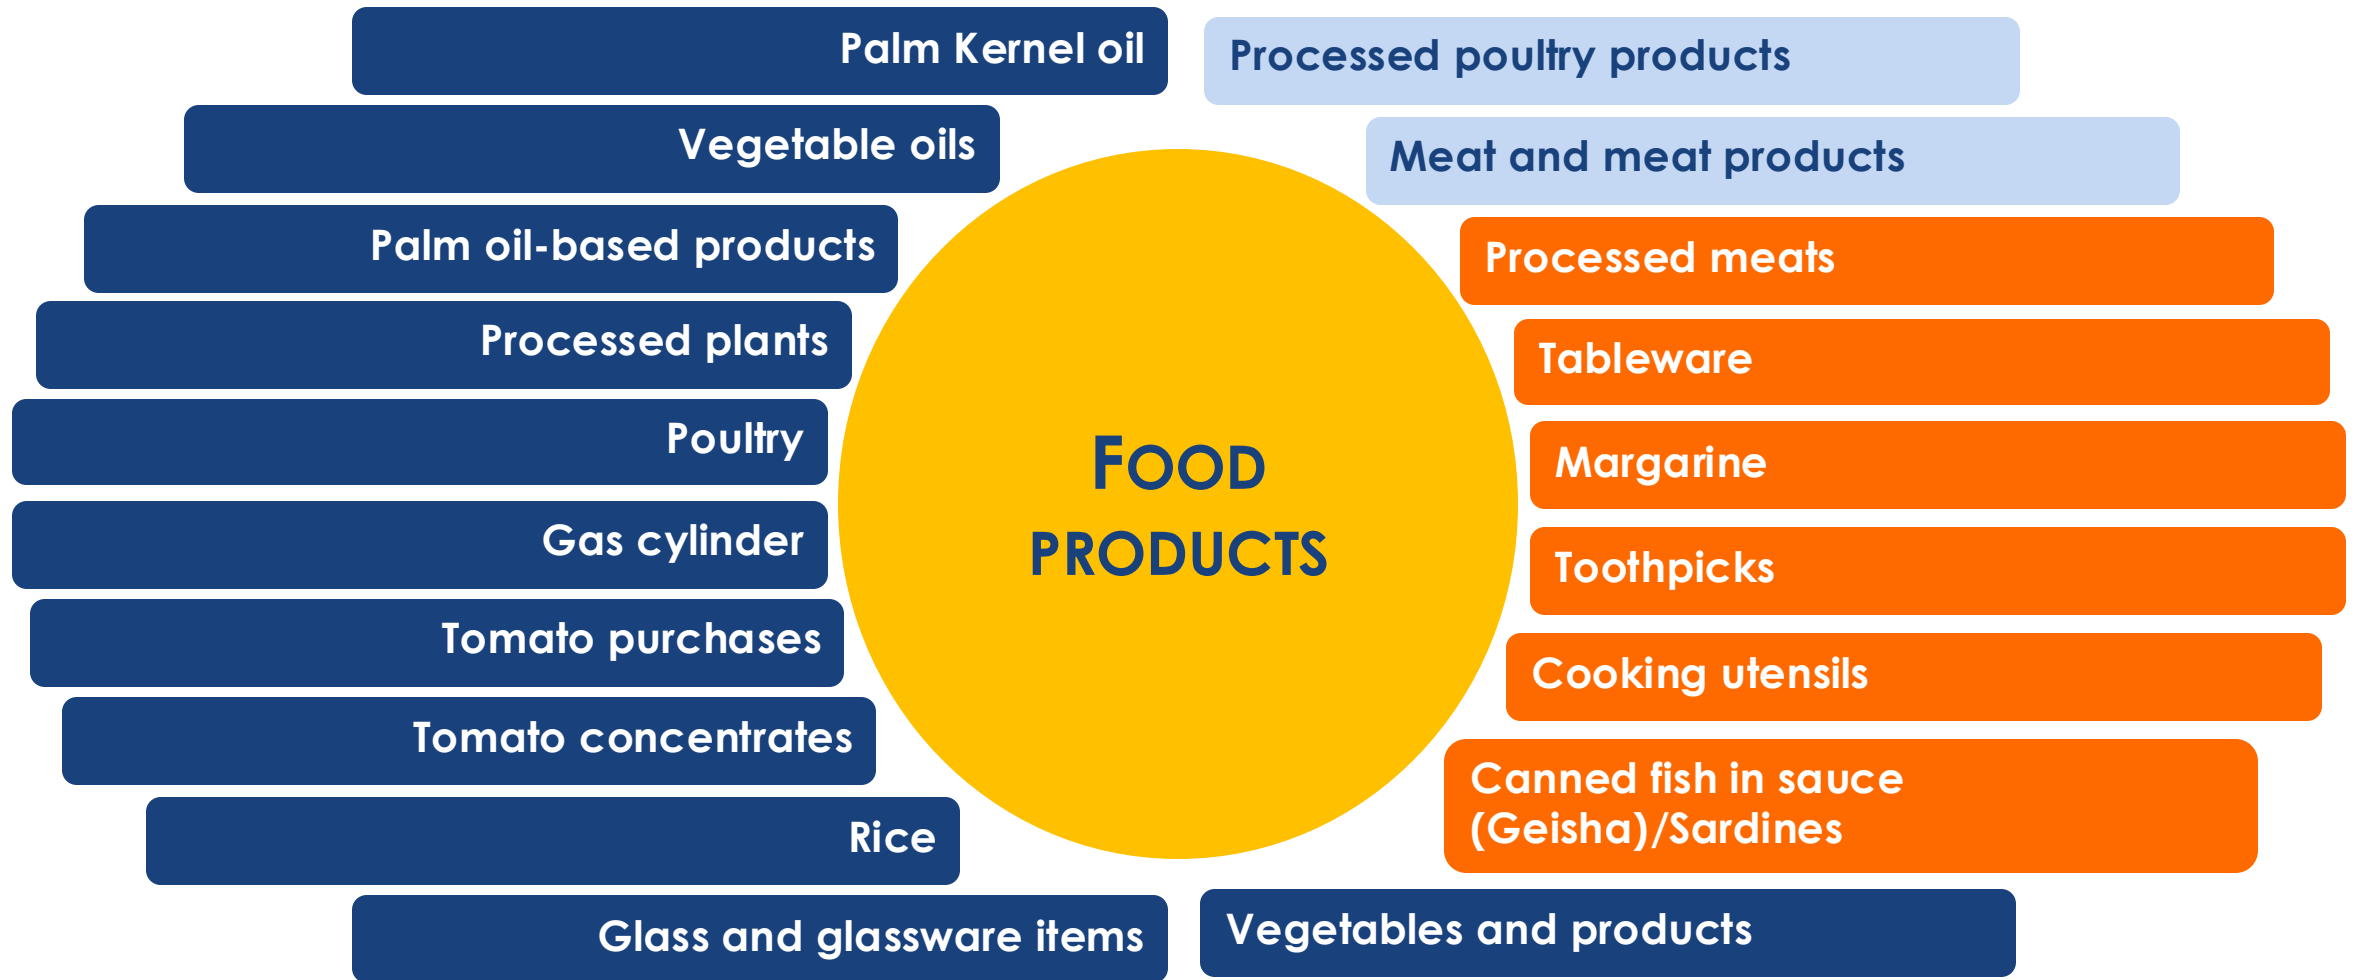 Palm Kernel oil
Vegetable oils
Palm oil-based products
Processed plants
Poultry
Gas cylinder
Tomato purchases
Tomato concentrates
Rice
Glass and glassware items
FOOD
PRODUCTS
Processed poultry products
Meat and meat products
Processed meats
Tableware
Margarine
Toothpicks
Cooking utensils
Canned fish in sauce
(Geisha)/Sardines
Vegetables and products